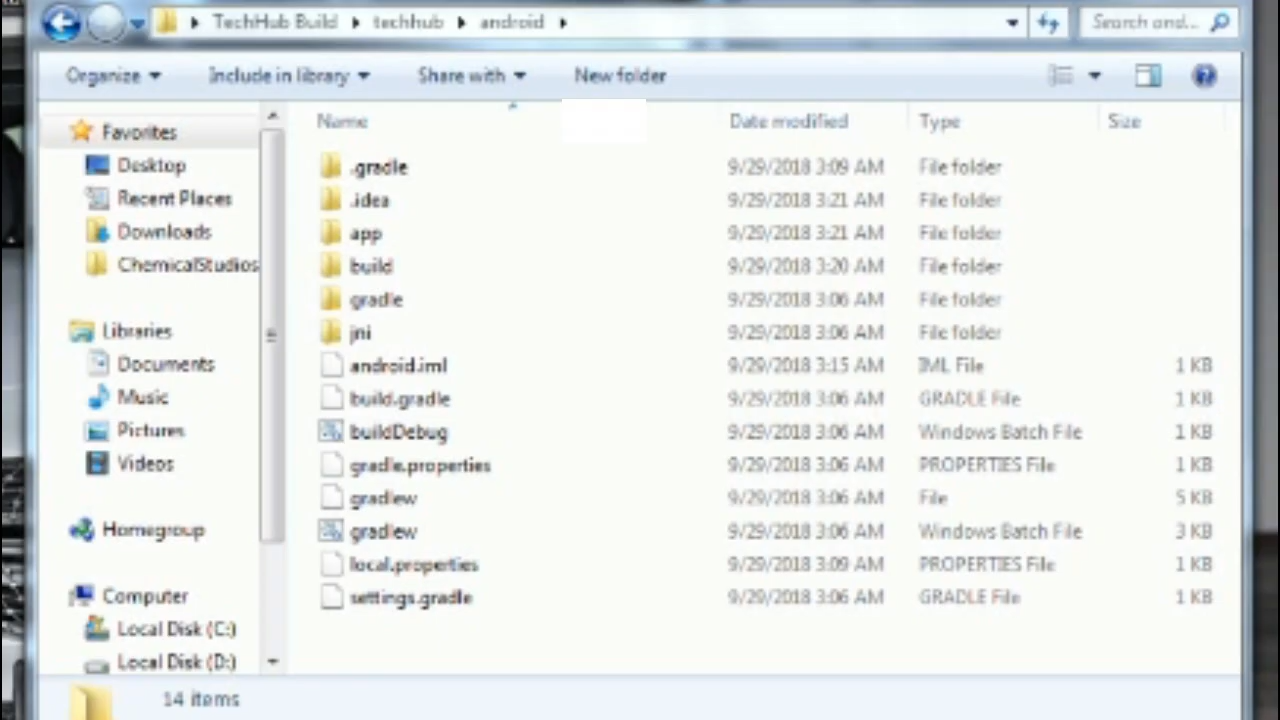 TechHub Build techhub android Search and...
Organize Include in library Share with New folder
Name Date modified Type Size
Favorites
Desktop
Recent Places
Downloads
ChemicalStudios
Libraries
Documents
Music
Pictures
Videos
Homegroup
Computer
Local Disk (C:)
Local Disk (D:)
.gradle 9/29/2018 3:09 AM File folder
.idea 9/29/2018 3:21 AM File folder
app 9/29/2018 3:21 AM File folder
build 9/29/2018 3:20 AM File folder
gradle 9/29/2018 3:06 AM File folder
jni 9/29/2018 3:06 AM File folder
android.iml 9/29/2018 3:15 AM IML File 1 KB
build.gradle 9/29/2018 3:06 AM GRADLE File 1 KB
buildDebug 9/29/2018 3:06 AM Windows Batch File 1 KB
gradle.properties 9/29/2018 3:06 AM PROPERTIES File 1 KB
gradlew 9/29/2018 3:06 AM File 5 KB
gradlew 9/29/2018 3:06 AM Windows Batch File 3 KB
local.properties 9/29/2018 3:09 AM PROPERTIES File 1 KB
settings.gradle 9/29/2018 3:06 AM GRADLE File 1 KB
14 items